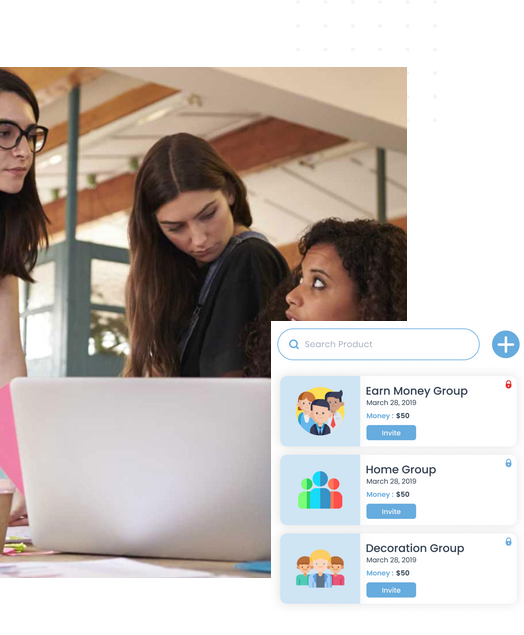 Search Product
Earn Money Group
March 28, 2019
Money : $50
Invite
Home Group
March 28, 2019
Money : $50
Invite
Decoration Group
March 28, 2019
Money : $50
Invite